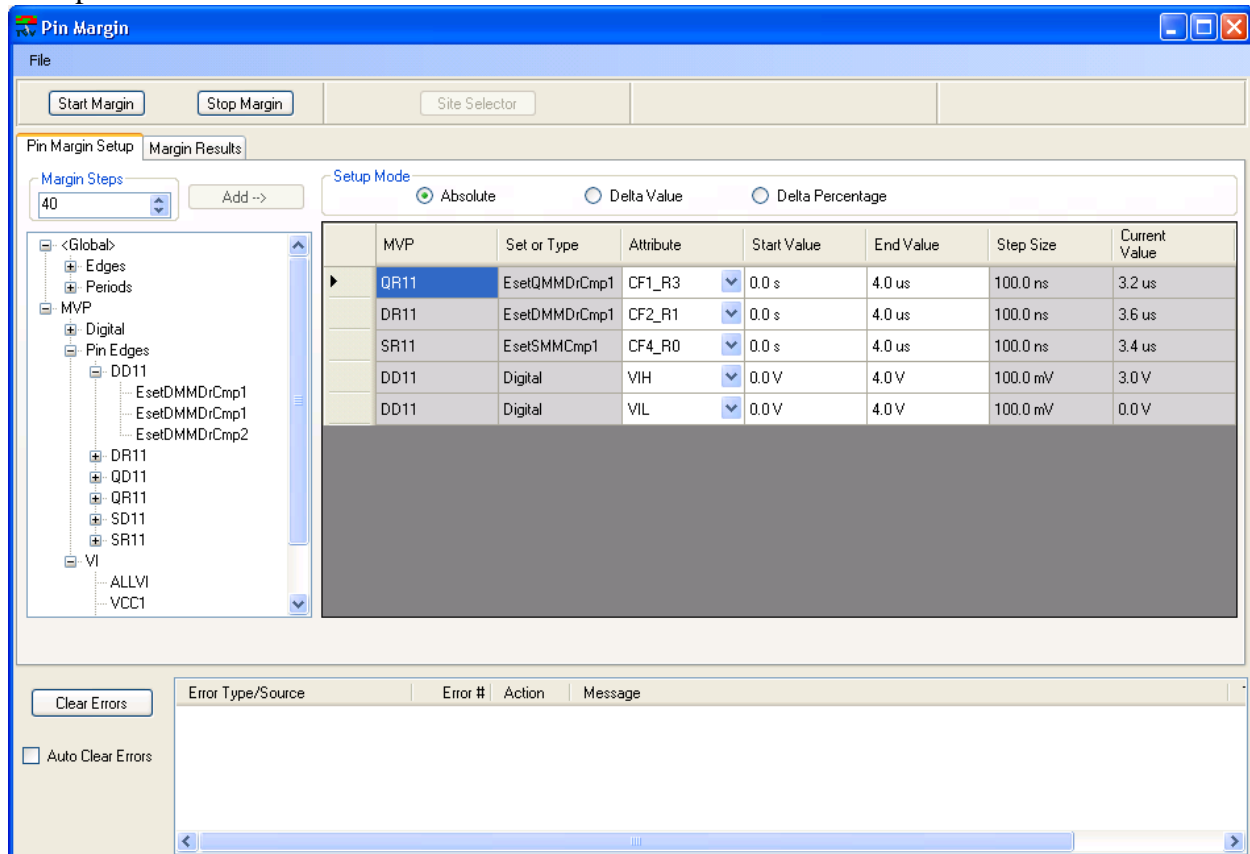 Pin Margin
File
Start Margin Stop Margin Site Selector
Pin Margin Setup Margin Results
Margin Steps
40
Add -->
Setup Mode
Absolute Delta Value Delta Percentage
<Global>
Edges
Periods
MVP
Digital
Pin Edges
DD11
EsetDMMDrCmp1
EsetDMMDrCmp1
EsetDMMDrCmp2
DR11
QD11
QR11
SD11
SR11
VI
ALLVI
VCC1
MVP Set or Type Attribute Start Value End Value Step Size Current Value
QR11 EsetQMMDrCmp1 CF1_R3 0.0 s 4.0 us 100.0 ns 3.2 us
DR11 EsetDMMDrCmp1 CF2_R1 0.0 s 4.0 us 100.0 ns 3.6 us
SR11 EsetSMMCmp1 CF4_R0 0.0 s 4.0 us 100.0 ns 3.4 us
DD11 Digital VIH 0.0 V 4.0 V 100.0 mV 3.0 V
DD11 Digital VIL 0.0 V 4.0 V 100.0 mV 0.0 V
Clear Errors
Auto Clear Errors
Error Type/Source Error # Action Message